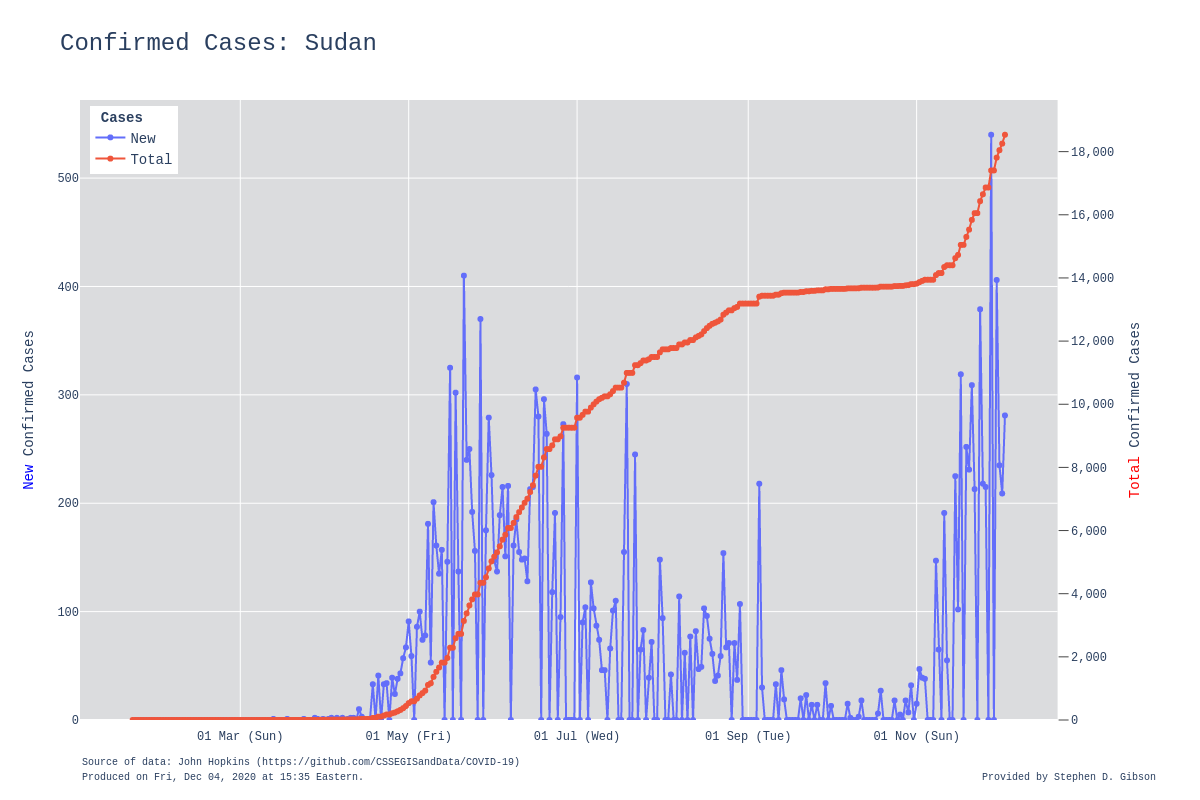 Confirmed Cases: Sudan
Cases
New
Total
500
400
300
200
100
0
18,000
16,000
14,000
12,000
10,000
8,000
6,000
4,000
2,000
0
New Confirmed Cases
Total Confirmed Cases
01 Mar (Sun)
01 May (Fri)
01 Jul (Wed)
01 Sep (Tue)
01 Nov (Sun)
Source of data: John Hopkins (https://github.com/CSSEGISandData/COVID-19)
Produced on Fri, Dec 04, 2020 at 15:35 Eastern.
Provided by Stephen D. Gibson